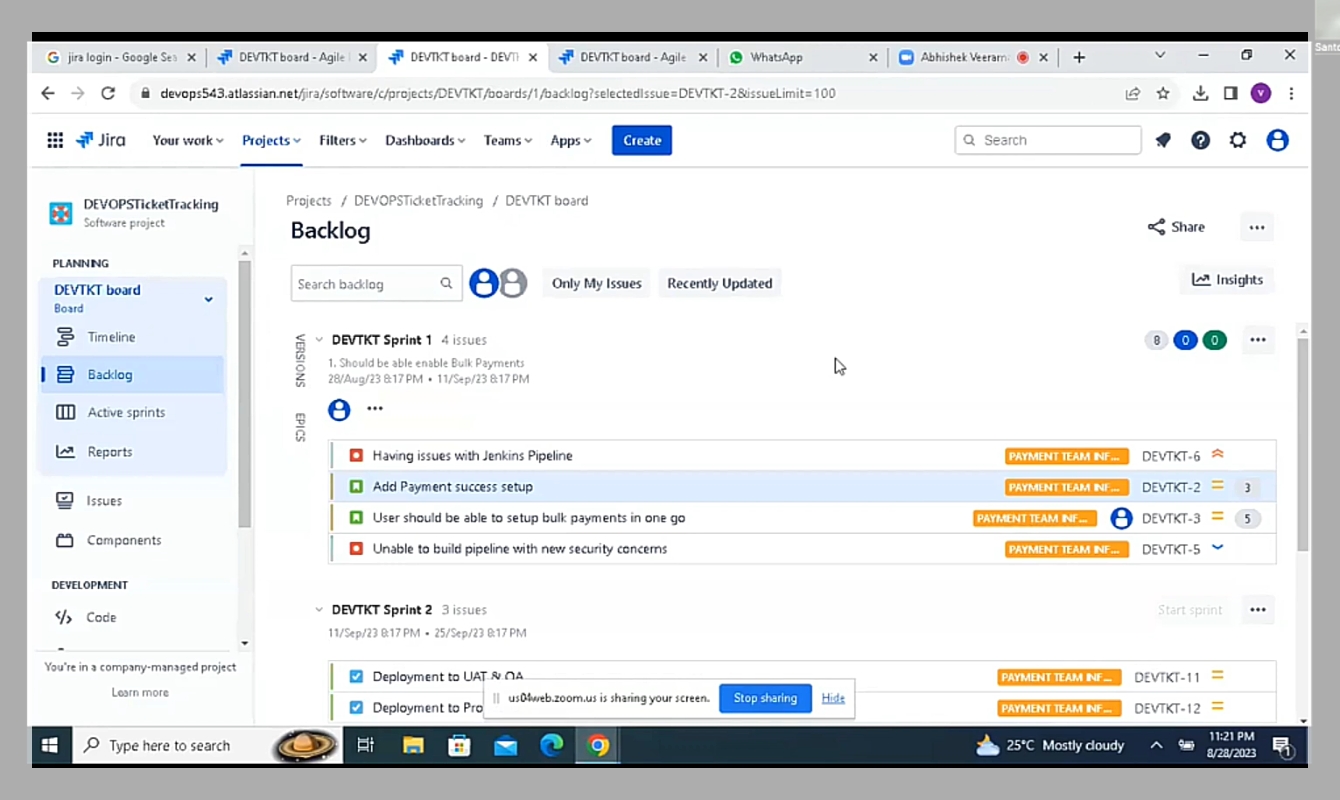 Santo
jira login - Google Sea
DEVTKT board - Agile
DEVTKT board - DEVT
DEVTKT board - Agile
WhatsApp
Abhishek Veeram
devops543.atlassian.net/jira/software/c/projects/DEVTKT/boards/1/backlog?selectedIssue=DEVTKT-2&issueLimit=100
V
Jira Your work Projects Filters Dashboards Teams Apps Create Search
DEVOPSTicketTracking
Software project
PLANNING
DEVTKT board
Board
Timeline
Backlog
Active sprints
Reports
Issues
Components
DEVELOPMENT
Code
You're in a company-managed project
Learn more
Projects / DEVOPSTicketTracking / DEVTKT board
Backlog
Share
Search backlog Only My Issues Recently Updated Insights
VERSIONS
EPICS
DEVTKT Sprint 1 4 issues 8 0 0
1. Should be able enable Bulk Payments
28/Aug/23 8:17 PM • 11/Sep/23 8:17 PM
Having issues with Jenkins Pipeline PAYMENT TEAM INF... DEVTKT-6
Add Payment success setup PAYMENT TEAM INF... DEVTKT-2 3
User should be able to setup bulk payments in one go PAYMENT TEAM INF... DEVTKT-3 5
Unable to build pipeline with new security concerns PAYMENT TEAM INF... DEVTKT-5
DEVTKT Sprint 2 3 issues Start sprint
11/Sep/23 8:17 PM • 25/Sep/23 8:17 PM
Deployment to UAT & QA PAYMENT TEAM INF... DEVTKT-11
Deployment to Pro PAYMENT TEAM INF... DEVTKT-12
us04web.zoom.us is sharing your screen. Stop sharing Hide
Type here to search
25°C Mostly cloudy
11:21 PM
8/28/2023
1